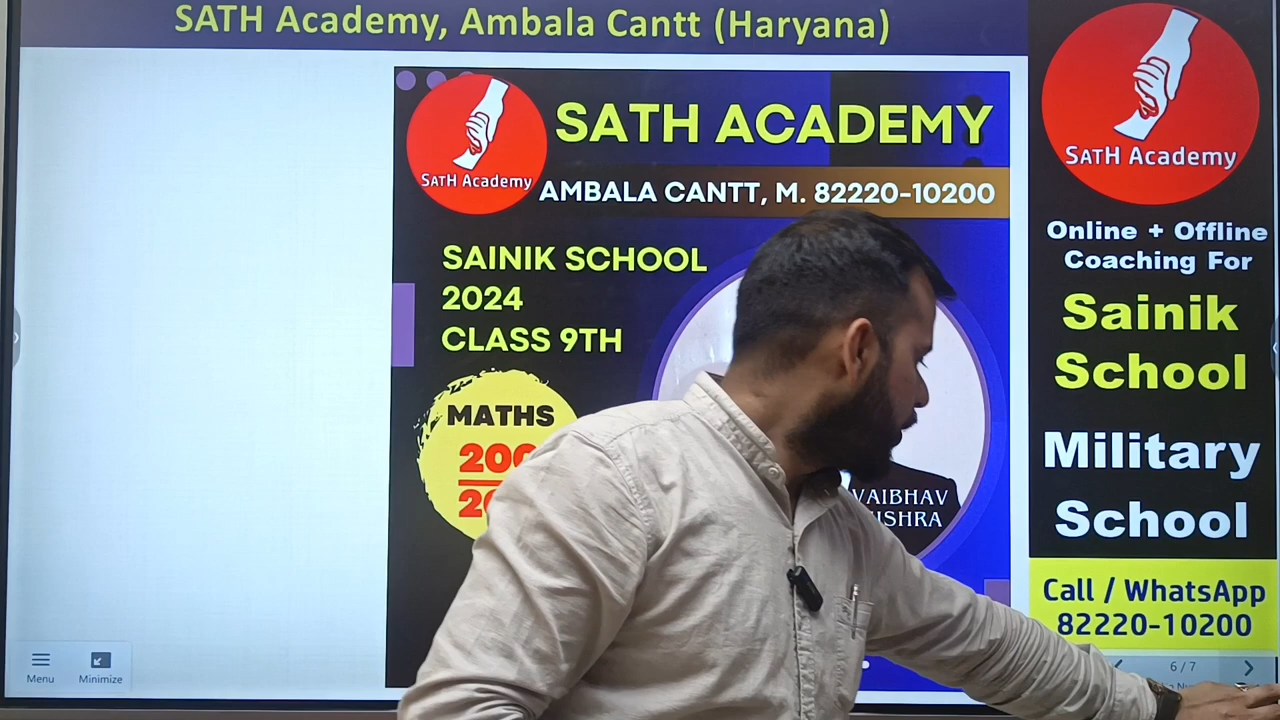 SATH Academy, Ambala Cantt (Haryana)
SATH Academy
SATH ACADEMY
AMBALA CANTT, M. 82220-10200
SAINIK SCHOOL
2024
CLASS 9TH
MATHS
VAIBHAV
SATH Academy
Online + Offline
Coaching For
Sainik
School
Military
School
Call / WhatsApp
82220-10200
6 / 7
Menu
Minimize